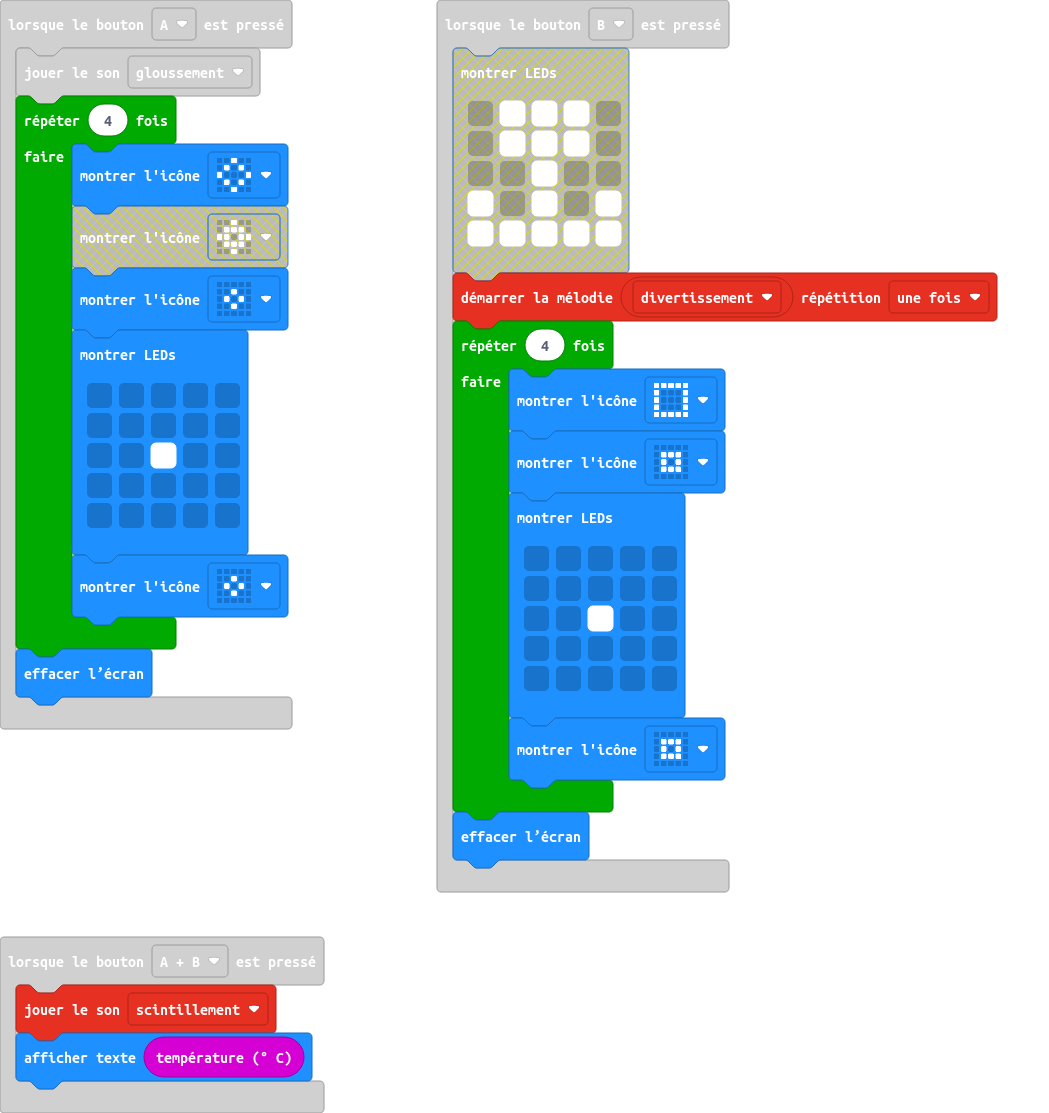 lorsque le bouton A est pressé
jouer le son gloussement
répéter 4 fois
faire
montrer l'icône
montrer l'icône
montrer l'icône
montrer LEDs
montrer l'icône
effacer l’écran
lorsque le bouton B est pressé
montrer LEDs
démarrer la mélodie divertissement répétition une fois
répéter 4 fois
faire
montrer l'icône
montrer l'icône
montrer LEDs
montrer l'icône
effacer l’écran
lorsque le bouton A + B est pressé
jouer le son scintillement
afficher texte température (° C)